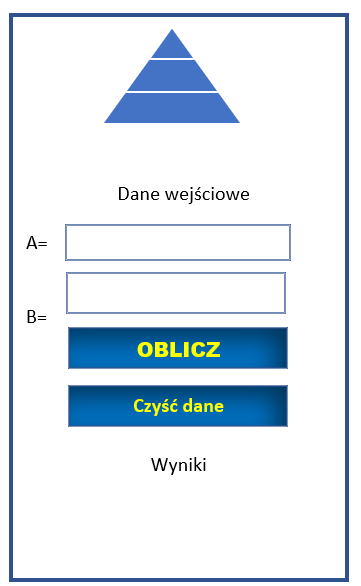 Dane wejściowe
A=
B=
OBLICZ
Czyść dane
Wyniki